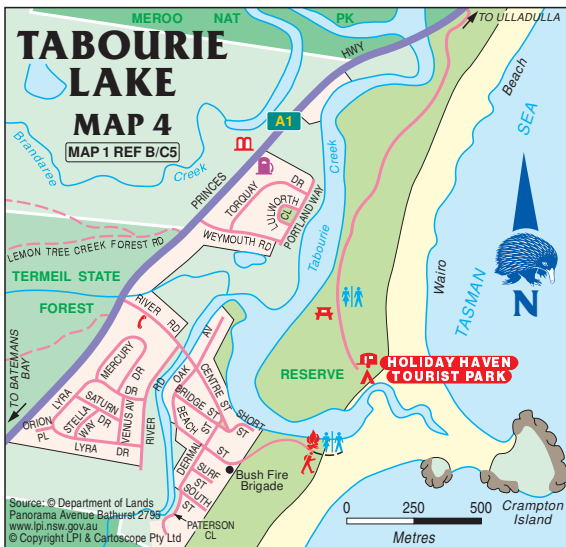 MEROO NAT PK
TO ULLADULLA
TABOURIE
LAKE
MAP 4
MAP 1 REF B/C5
HWY
A1
PRINCES
Brandaree
Creek
Beach
SEA
TORQUAY
DR
NORTH
CL
PORTLAND WAY
WEYMOUTH RD
Creek
Tabourie
LEMON TREE CREEK FOREST RD
TERMEIL STATE
FOREST
Wairo
TASMAN
N
RIVER RD
TO BATEMANS
BAY
MERCURY
DR
LYRA
SATURN
DR
STELLA
WAY
ORION
PL
LYRA DR
VENUS AV
RIVER
RD
OAK
AV
CENTRE ST
BRIDGE ST
SHORT
ST
BEACH
ST
DERMAL
ST
SURF
ST
SOUTH
ST
PATERSON
CL
RESERVE
HOLIDAY HAVEN
TOURIST PARK
Bush Fire
Brigade
Crampton
Island
0 250 500
Metres
Source: © Department of Lands
Panorama Avenue Bathurst 2795
www.lpi.nsw.gov.au
© Copyright LPI & Cartoscope Pty Ltd